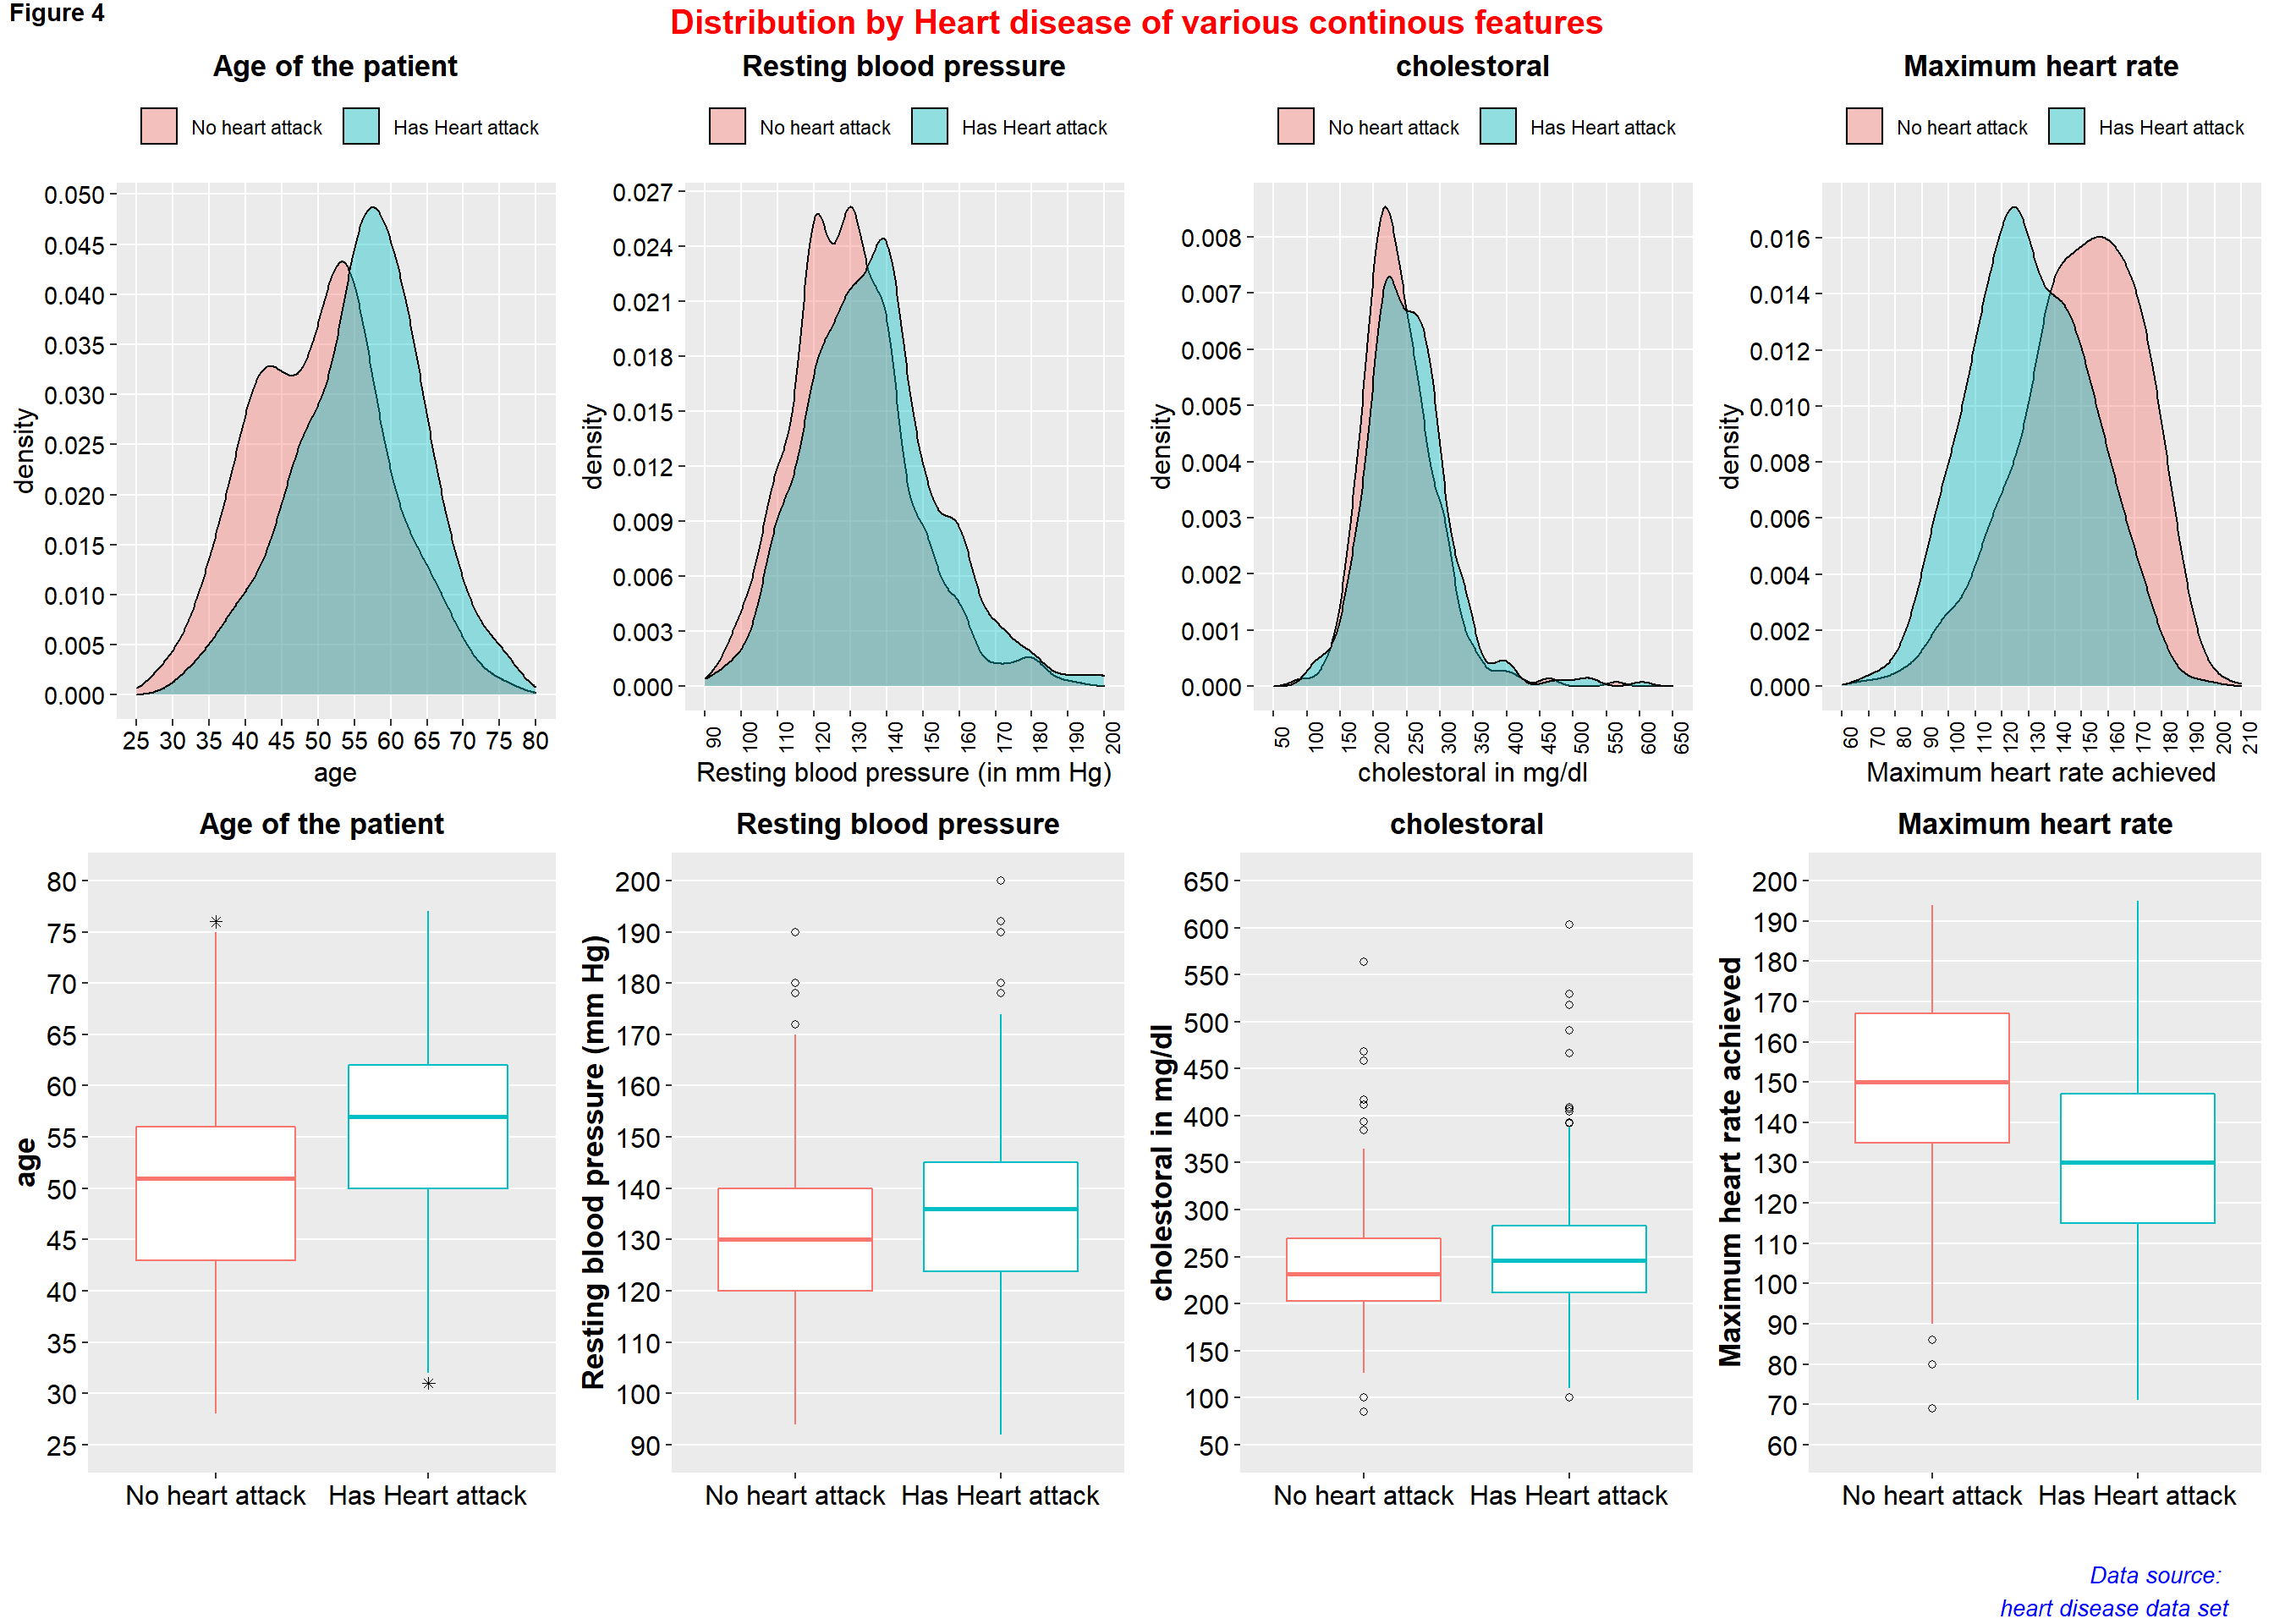 Figure 4
Distribution by Heart disease of various continous features
Age of the patient
No heart attack
Has Heart attack
0.050
0.045
0.040
0.035
0.030
0.025
0.020
0.015
0.010
0.005
0.000
density
25 30 35 40 45 50 55 60 65 70 75 80
age
Resting blood pressure
No heart attack
Has Heart attack
0.027
0.024
0.021
0.018
0.015
0.012
0.009
0.006
0.003
0.000
density
90 100 110 120 130 140 150 160 170 180 190 200
Resting blood pressure (in mm Hg)
cholestoral
No heart attack
Has Heart attack
0.008
0.007
0.006
0.005
0.004
0.003
0.002
0.001
0.000
density
50 100 150 200 250 300 350 400 450 500 550 600 650
cholestoral in mg/dl
Maximum heart rate
No heart attack
Has Heart attack
0.016
0.014
0.012
0.010
0.008
0.006
0.004
0.002
0.000
density
60 70 80 90 100 110 120 130 140 150 160 170 180 190 200 210
Maximum heart rate achieved
Age of the patient
80
75
70
65
60
55
50
45
40
35
30
25
age
No heart attack
Has Heart attack
Resting blood pressure
200
190
180
170
160
150
140
130
120
110
100
90
Resting blood pressure (mm Hg)
No heart attack
Has Heart attack
cholestoral
650
600
550
500
450
400
350
300
250
200
150
100
50
cholestoral in mg/dl
No heart attack
Has Heart attack
Maximum heart rate
200
190
180
170
160
150
140
130
120
110
100
90
80
70
60
Maximum heart rate achieved
No heart attack
Has Heart attack
Data source:
heart disease data set